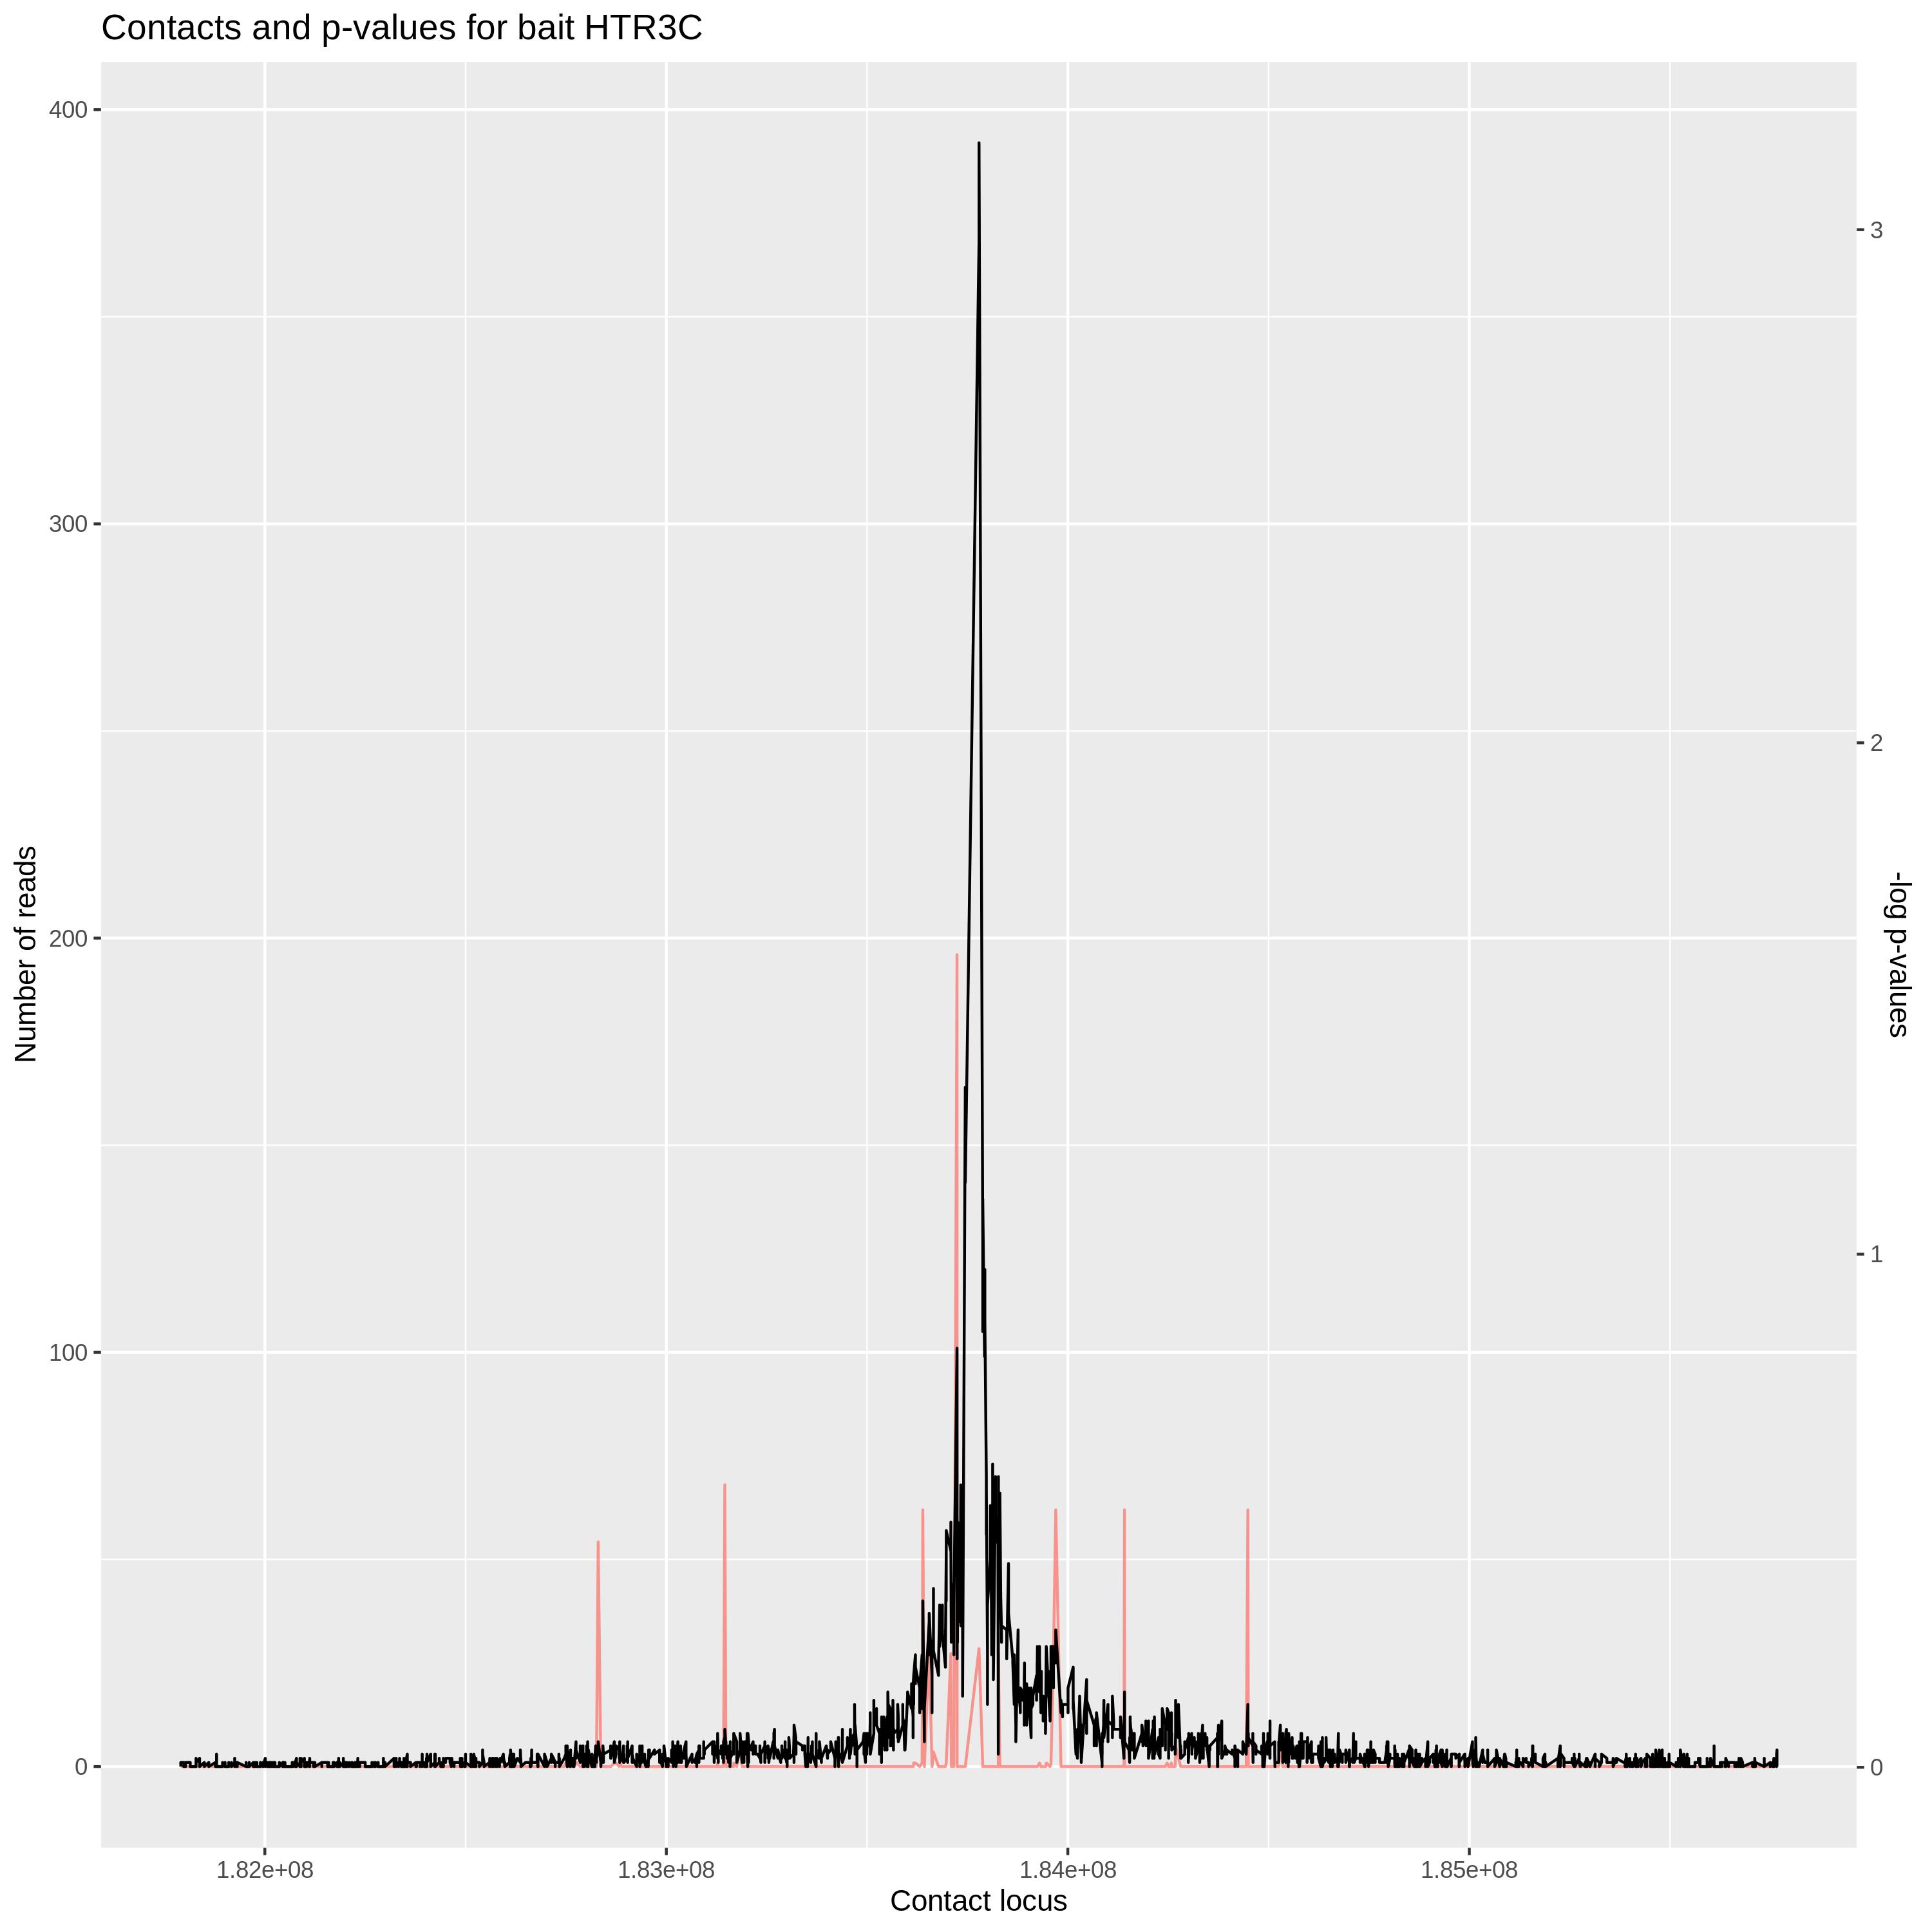 Contacts and p-values for bait HTR3C
400
300
200
100
0
Number of reads
3
2
1
0
-log p-values
1.82e+08
1.83e+08
1.84e+08
1.85e+08
Contact locus